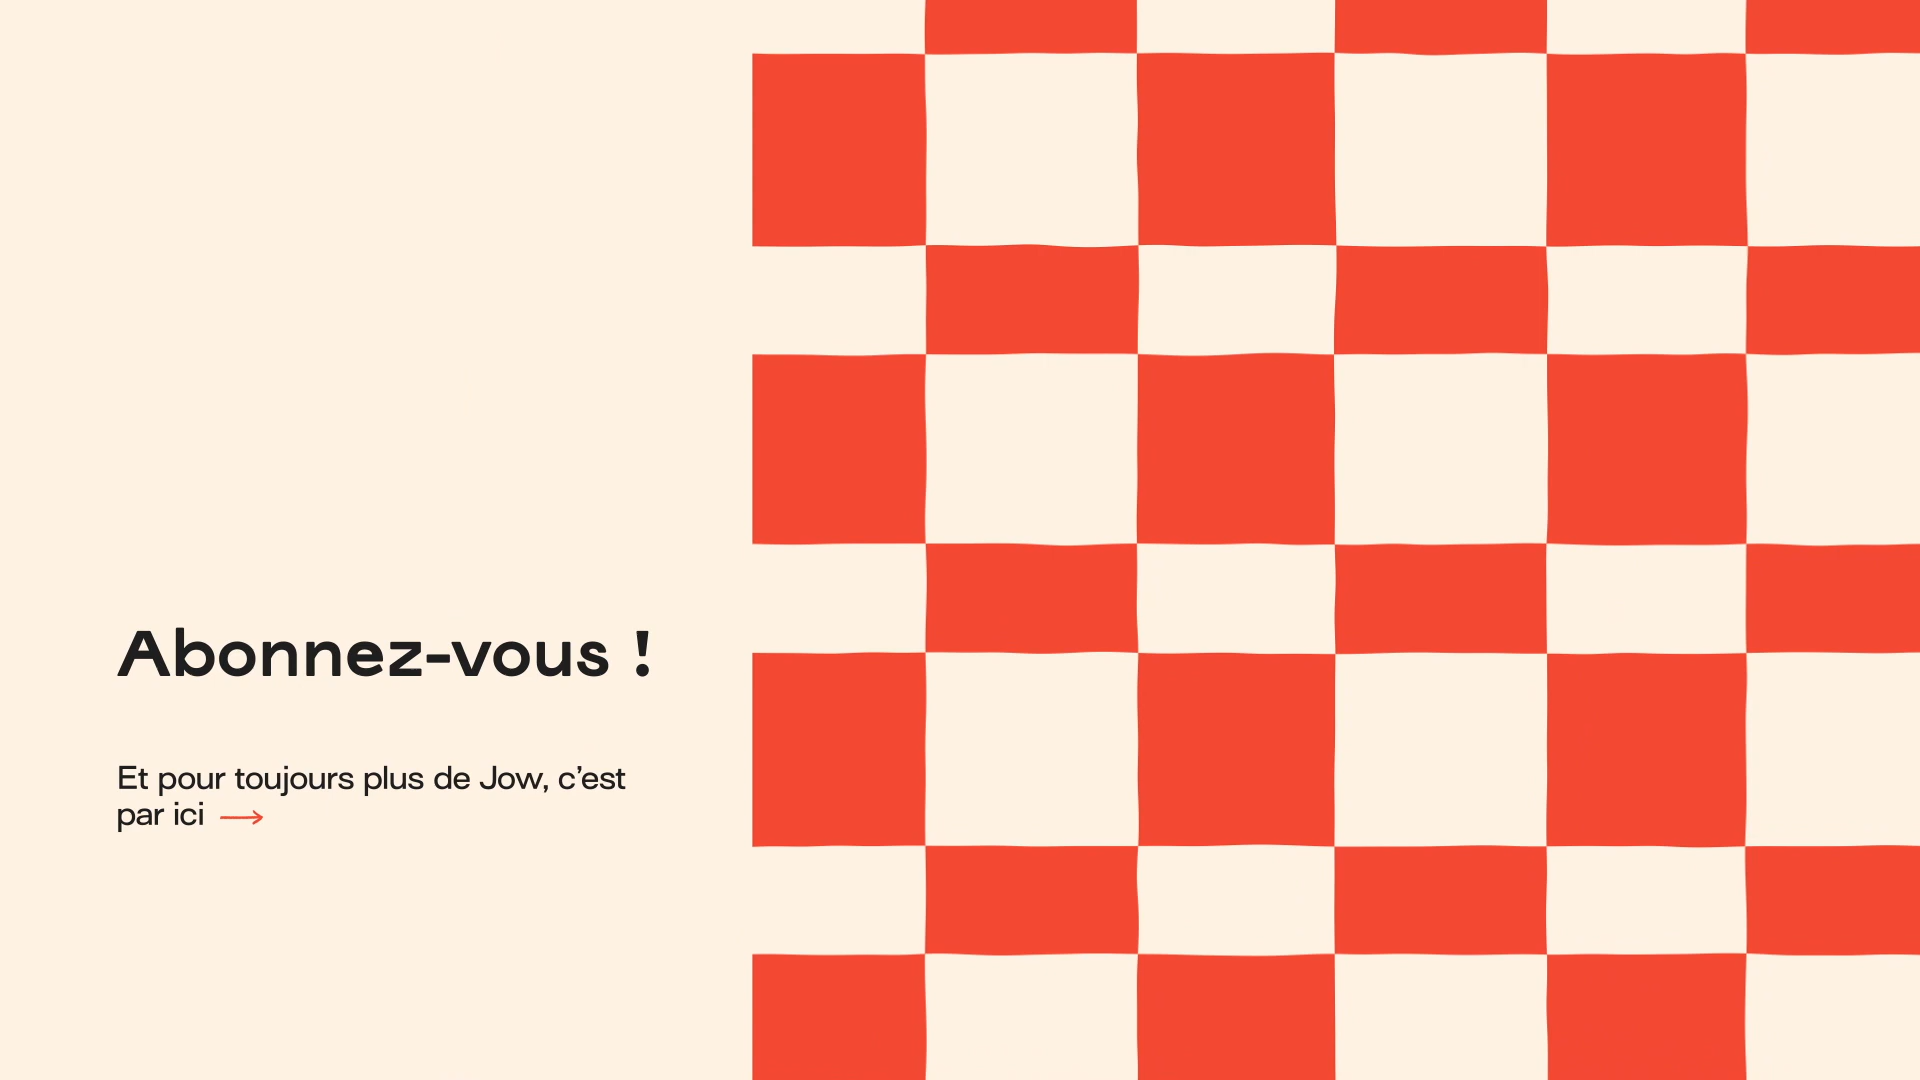 Abonnez-vous !
Et pour toujours plus de Jow, c’est
par ici →